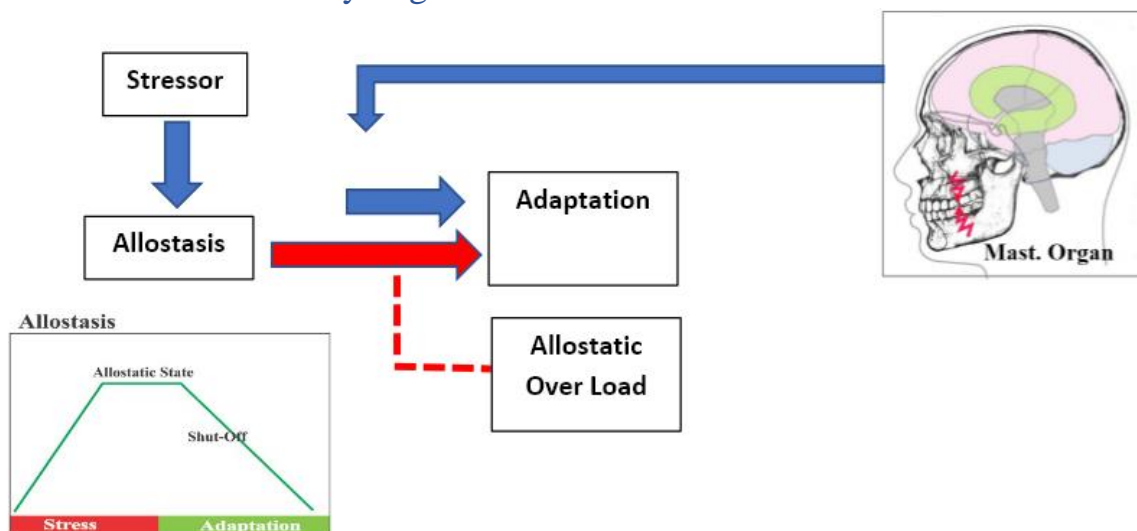 Stressor
Allostasis
Adaptation
Mast. Organ
Allostatic
Over Load
Allostasis
Allostatic State
Shut-Off
Stress
Adaptation